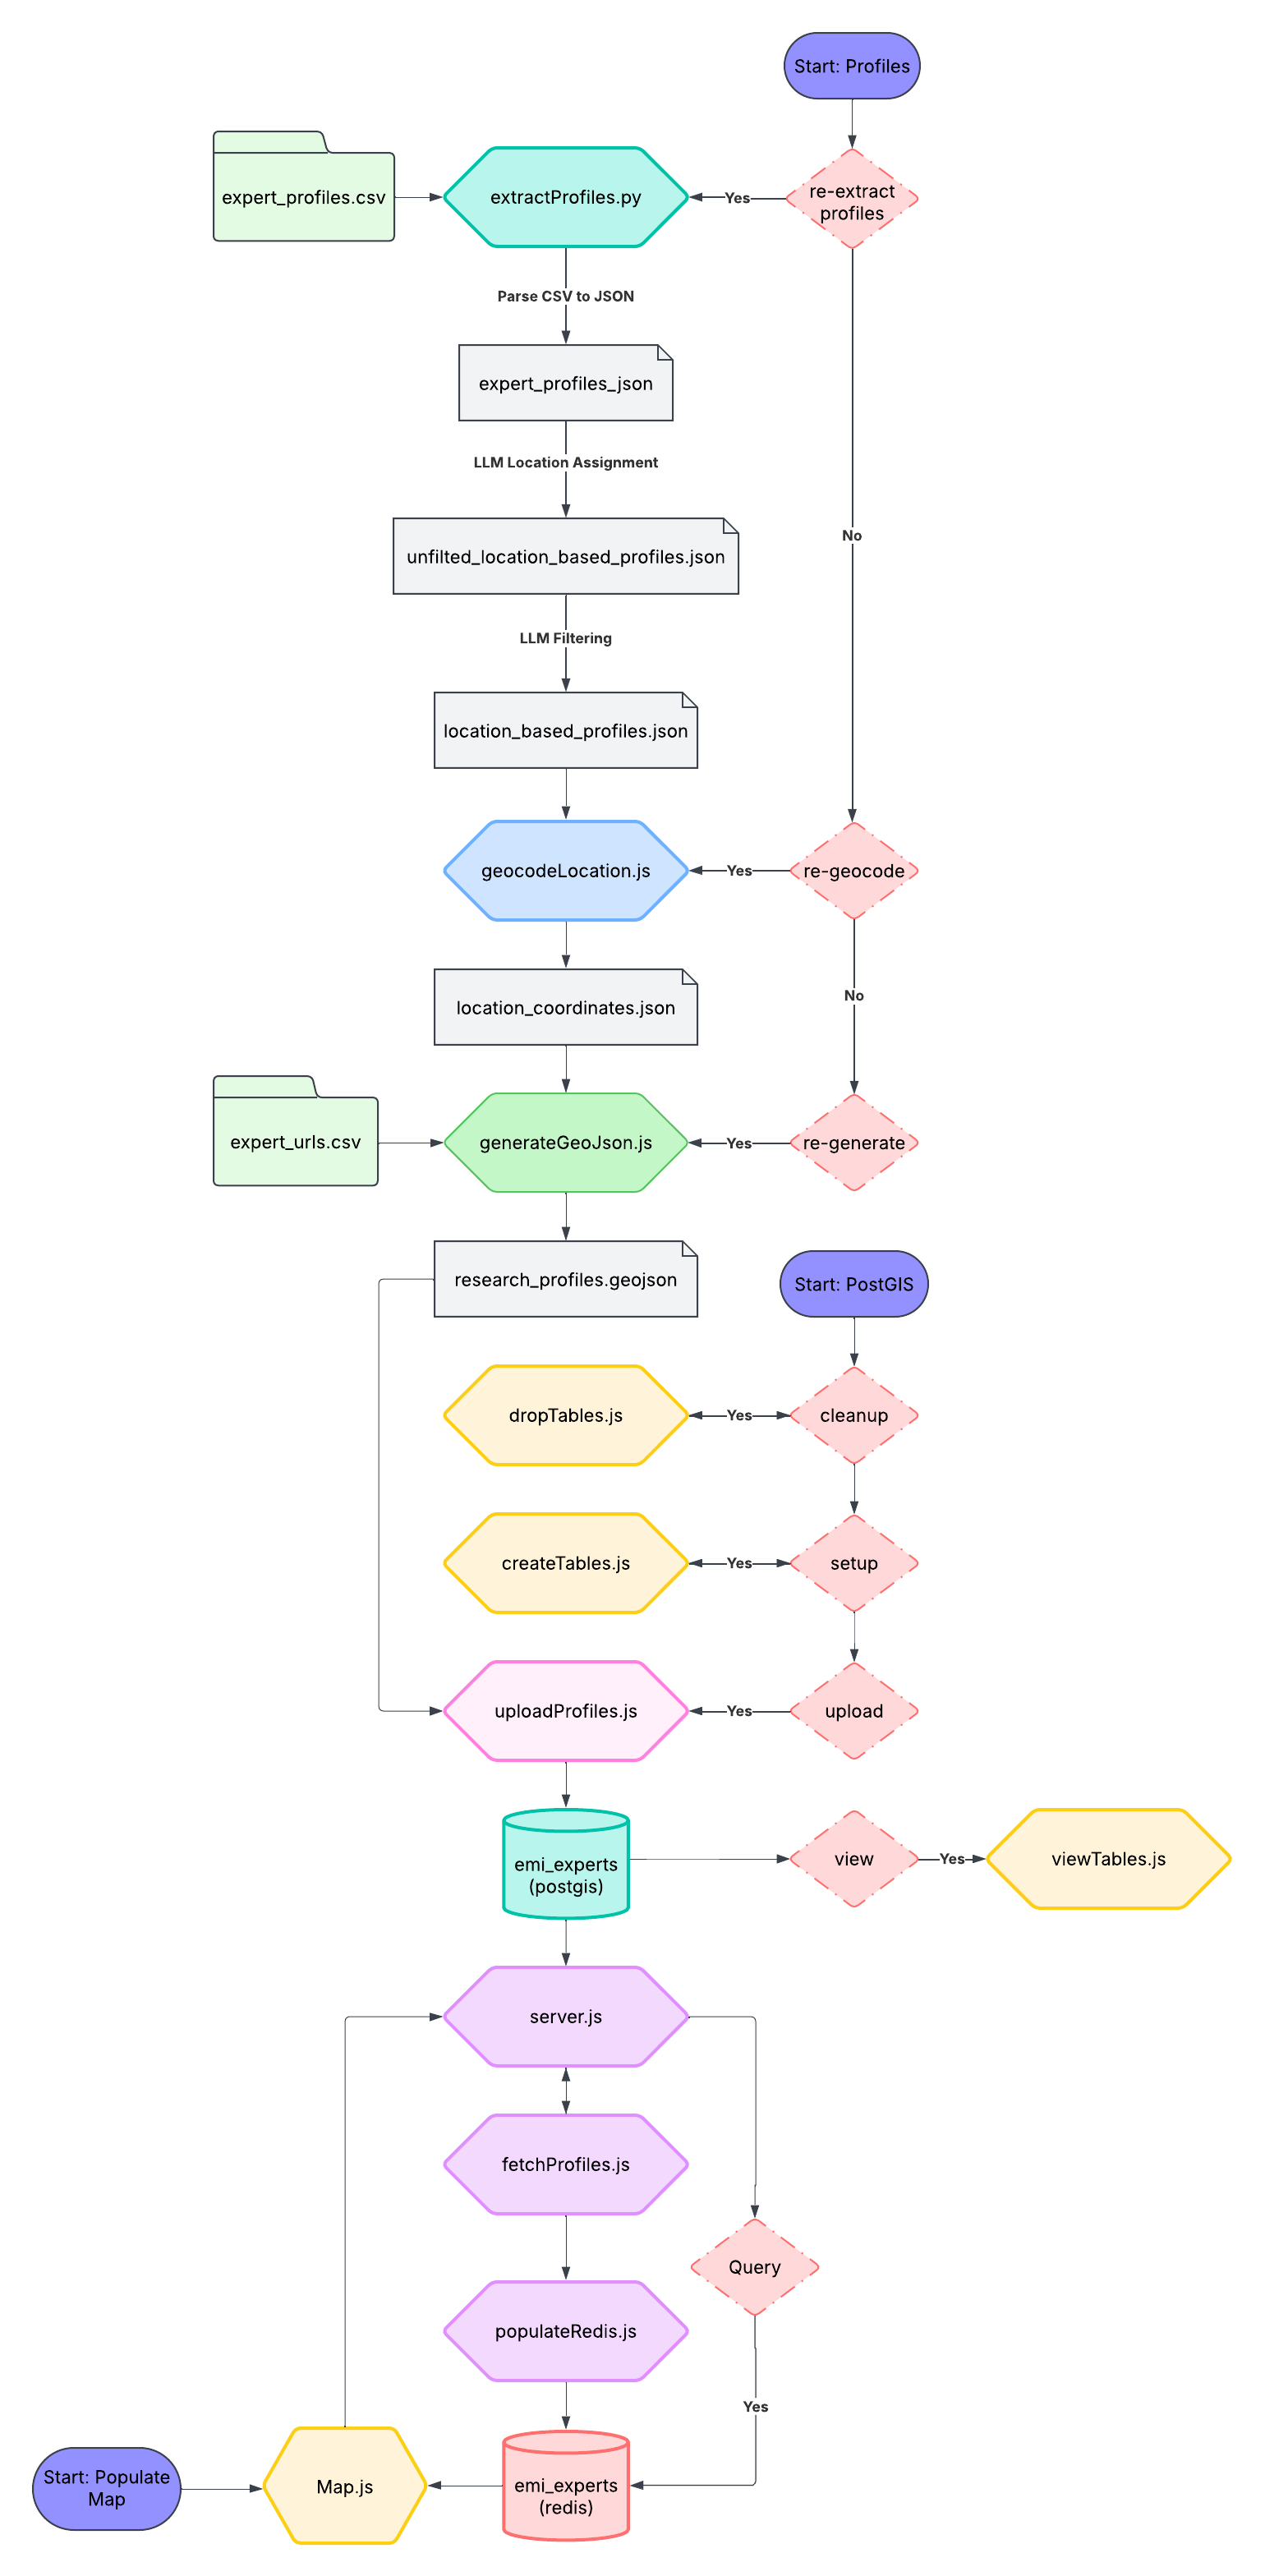 Start: Profiles
expert_profiles.csv
extractProfiles.py
Yes
re-extract
profiles
Parse CSV to JSON
expert_profiles_json
LLM Location Assignment
No
unfilted_location_based_profiles.json
LLM Filtering
location_based_profiles.json
geocodeLocation.js
Yes
re-geocode
No
location_coordinates.json
expert_urls.csv
generateGeoJson.js
Yes
re-generate
research_profiles.geojson
Start: PostGIS
dropTables.js
Yes
cleanup
createTables.js
Yes
setup
uploadProfiles.js
Yes
upload
emi_experts
(postgis)
view
Yes
viewTables.js
server.js
fetchProfiles.js
Query
populateRedis.js
Yes
Start: Populate
Map
Map.js
emi_experts
(redis)